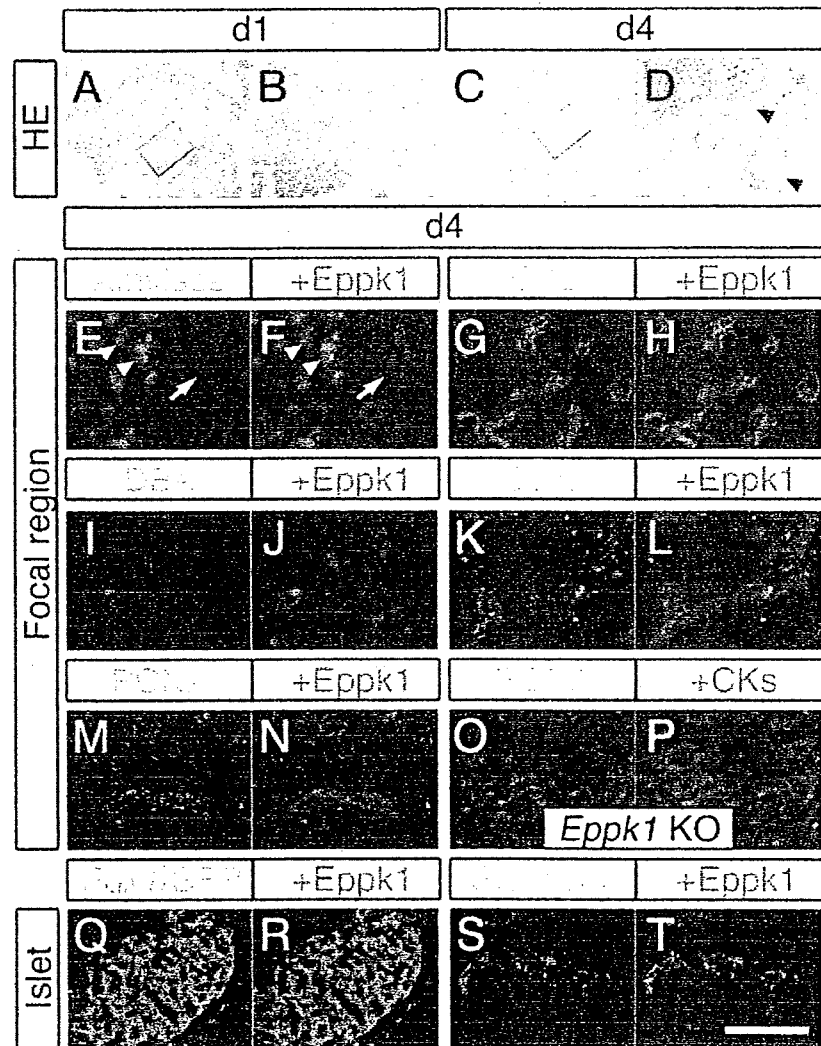 d1 d4
HE
A B C D
d4
Focal region
+Eppk1 +Eppk1
E F G H
+Eppk1 +Eppk1
I J K L
+Eppk1 +CKs
M N O P
Eppk1 KO
+Eppk1 +Eppk1
Islet
Q R S T